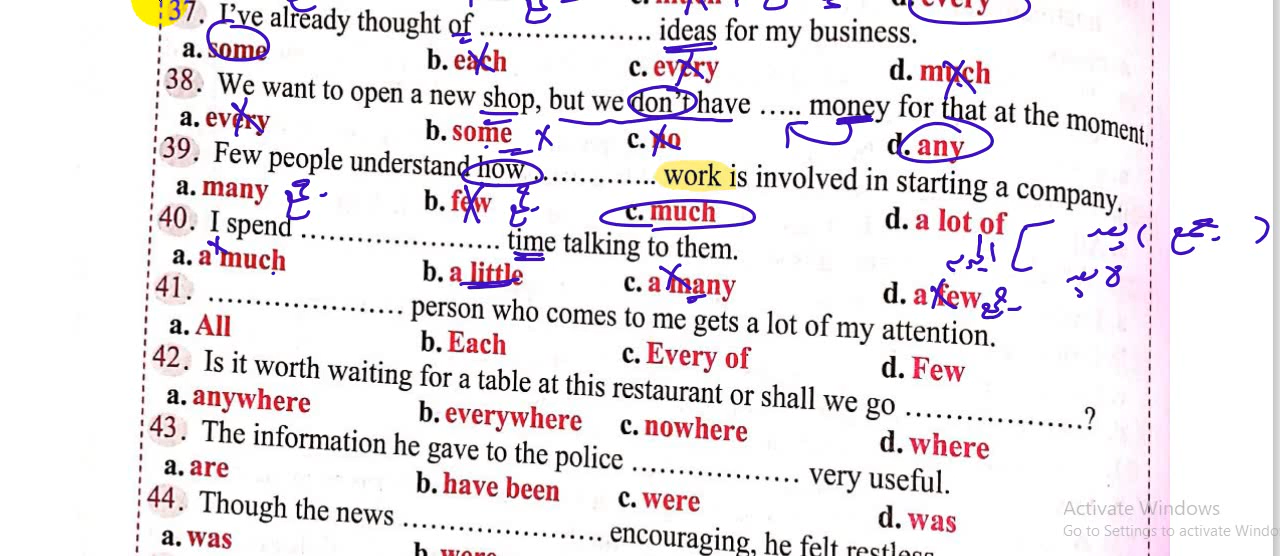 37. I've already thought of .................... ideas for my business.
a. some b. each c. every d. much
38. We want to open a new shop, but we don't have ..... money for that at the moment.
a. every b. some c. no d. any
39. Few people understand how .............. work is involved in starting a company.
a. many جمع b. few جمع c. much d. a lot of
40. I spend ........................ time talking to them.
a. a much b. a little c. a many d. a few جمع
41. ........................ person who comes to me gets a lot of my attention.
a. All b. Each c. Every of d. Few
42. Is it worth waiting for a table at this restaurant or shall we go ......................?
a. anywhere b. everywhere c. nowhere d. where
43. The information he gave to the police .................... very useful.
a. are b. have been c. were d. was
44. Though the news ........................ encouraging, he felt restless
a. was b. were
Activate Windows
Go to Settings to activate Windo